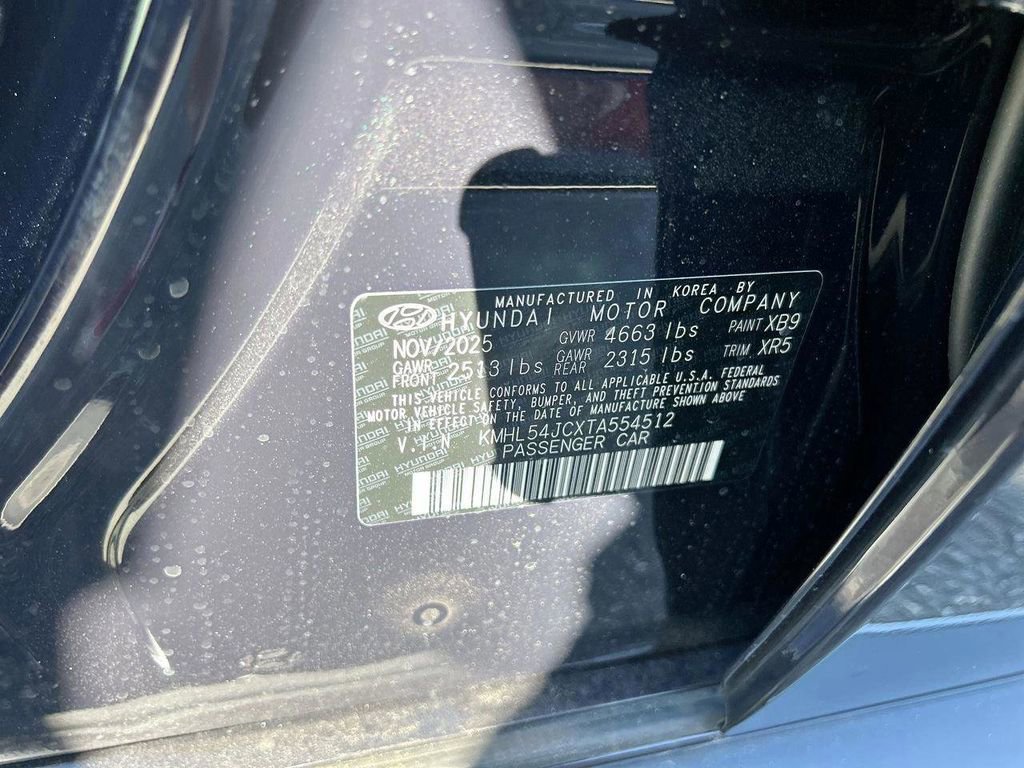 MANUFACTURED IN KOREA BY
HYUNDAI MOTOR COMPANY
NOV/2025 GVWR 4663 lbs PAINT XB9
GAWR FRONT 2513 lbs GAWR REAR 2315 lbs TRIM XR5
THIS VEHICLE CONFORMS TO ALL APPLICABLE U.S.A. FEDERAL
MOTOR VEHICLE SAFETY, BUMPER, AND THEFT PREVENTION STANDARDS
IN EFFECT ON THE DATE OF MANUFACTURE SHOWN ABOVE
V.I.N KMHL54JCXTA554512
PASSENGER CAR